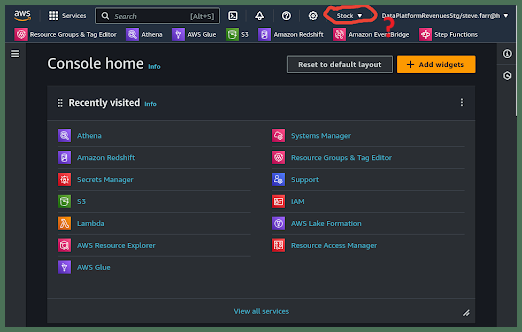 aws Services Search [Alt+S] Stock ▼ DataPlatformRevenuesStg/steve.farr@h
Resource Groups & Tag Editor Athena AWS Glue S3 Amazon Redshift Amazon EventBridge Step Functions
?
Console home Info
Reset to default layout
+ Add widgets
Recently visited Info
Athena
Amazon Redshift
Secrets Manager
S3
Lambda
AWS Resource Explorer
AWS Glue
Systems Manager
Resource Groups & Tag Editor
Support
IAM
AWS Lake Formation
Resource Access Manager
View all services